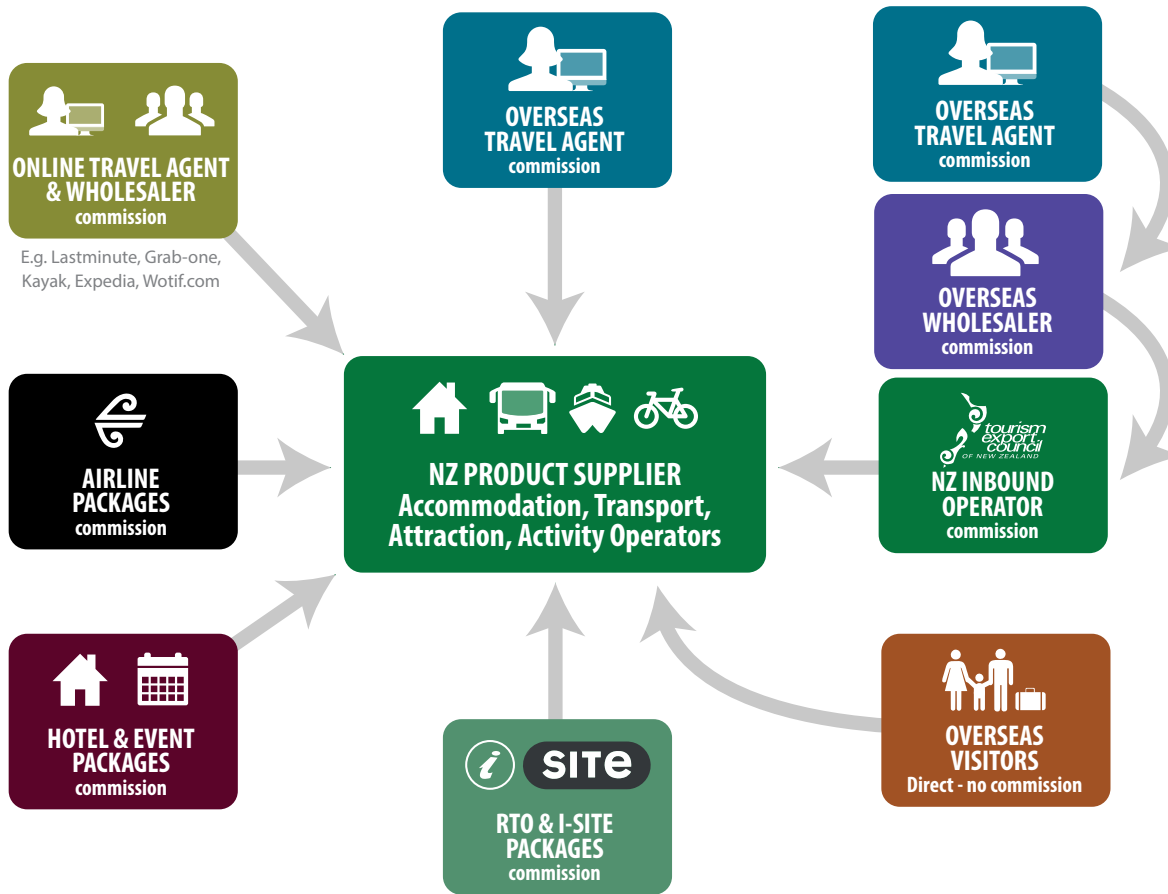 OVERSEAS
TRAVEL AGENT
commission
OVERSEAS
TRAVEL AGENT
commission
ONLINE TRAVEL AGENT
& WHOLESALER
commission
E.g. Lastminute, Grab-one,
Kayak, Expedia, Wotif.com
OVERSEAS
WHOLESALER
commission
AIRLINE
PACKAGES
commission
NZ PRODUCT SUPPLIER
Accommodation, Transport,
Attraction, Activity Operators
tourism
export
council
OF NEW ZEALAND
NZ INBOUND
OPERATOR
commission
HOTEL & EVENT
PACKAGES
commission
i SITe
RTO & I-SITE
PACKAGES
commission
OVERSEAS
VISITORS
Direct - no commission